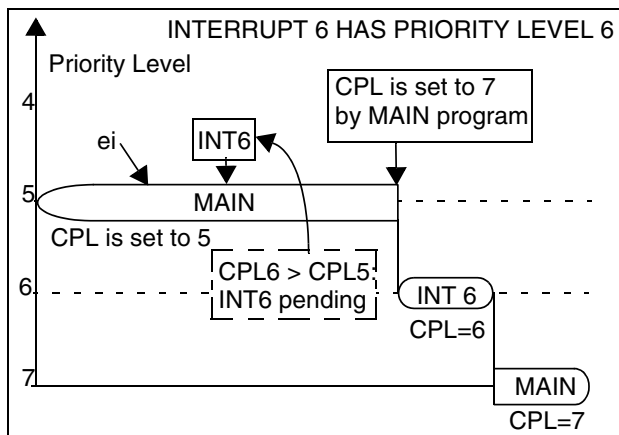 INTERRUPT 6 HAS PRIORITY LEVEL 6
Priority Level
CPL is set to 7
by MAIN program
4
INT6
ei
5
MAIN
CPL is set to 5
CPL6 > CPL5:
INT6 pending
6
INT 6
CPL=6
7
MAIN
CPL=7